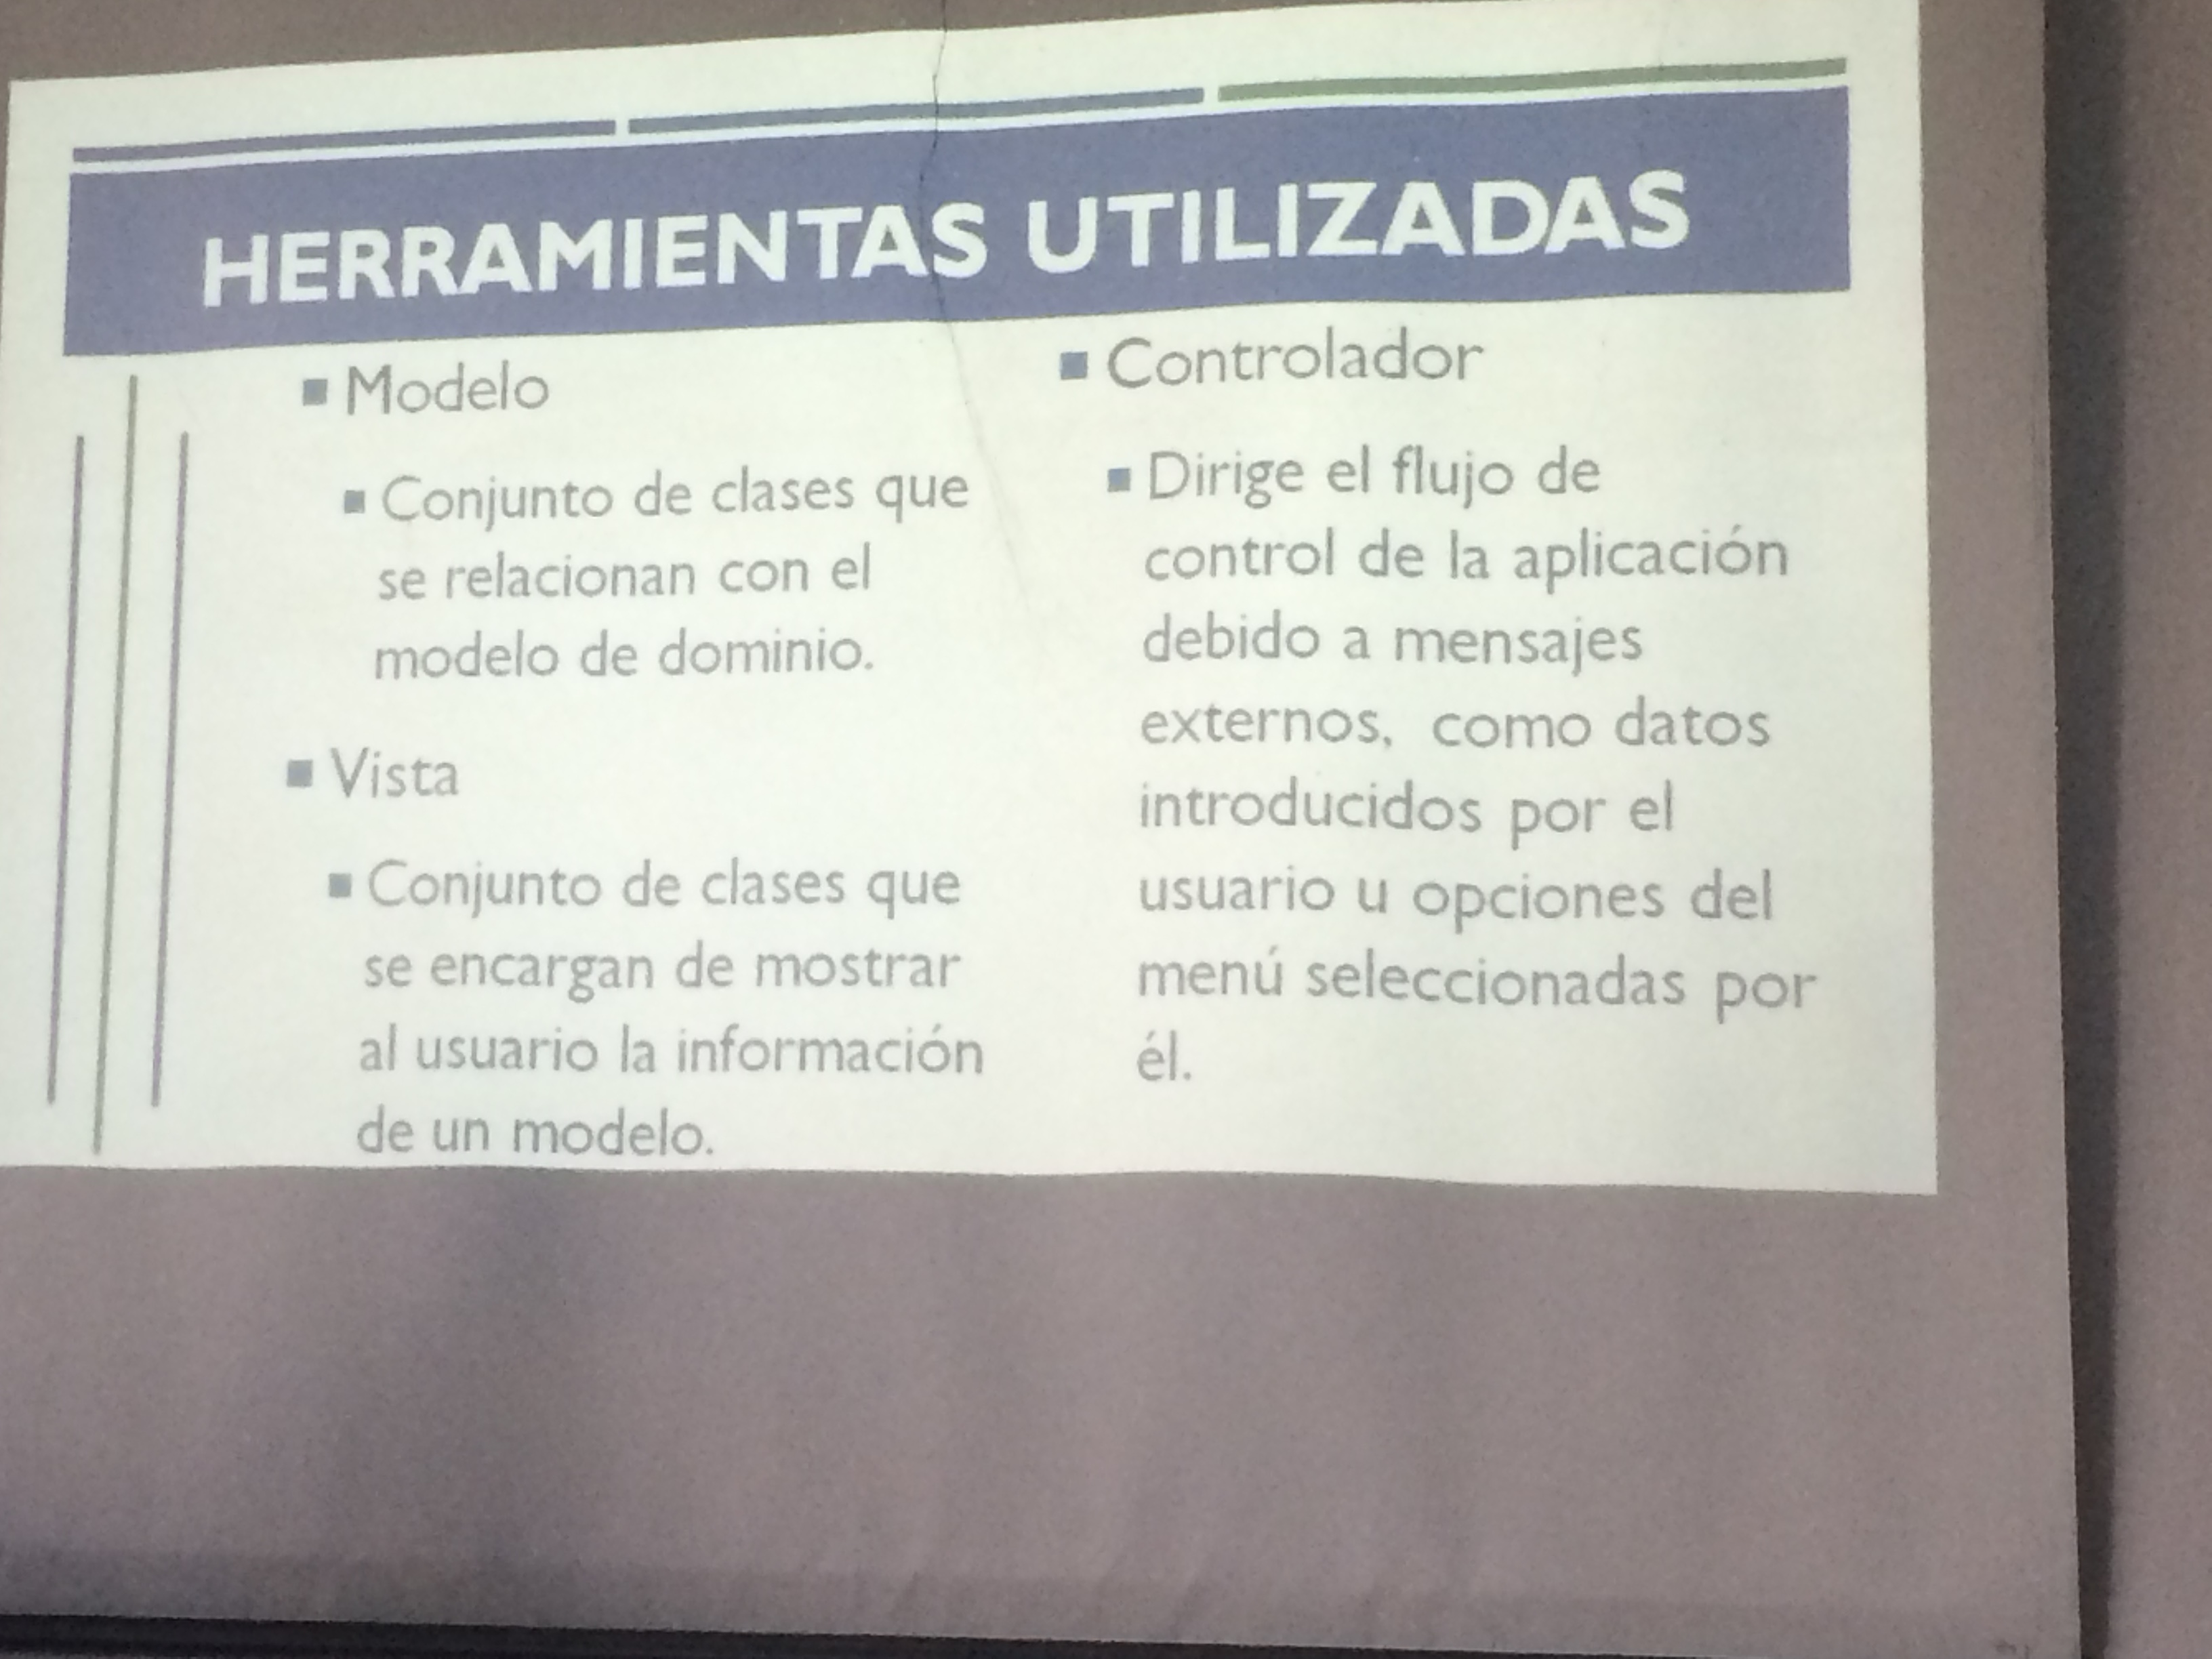 HERRAMIENTAS UTILIZADAS
Modelo
Conjunto de clases que
se relacionan con el
modelo de dominio.
Vista
Conjunto de clases que
se encargan de mostrar
al usuario la información
de un modelo.
Controlador
Dirige el flujo de
control de la aplicación
debido a mensajes
externos, como datos
introducidos por el
usuario u opciones del
menú seleccionadas por
él.